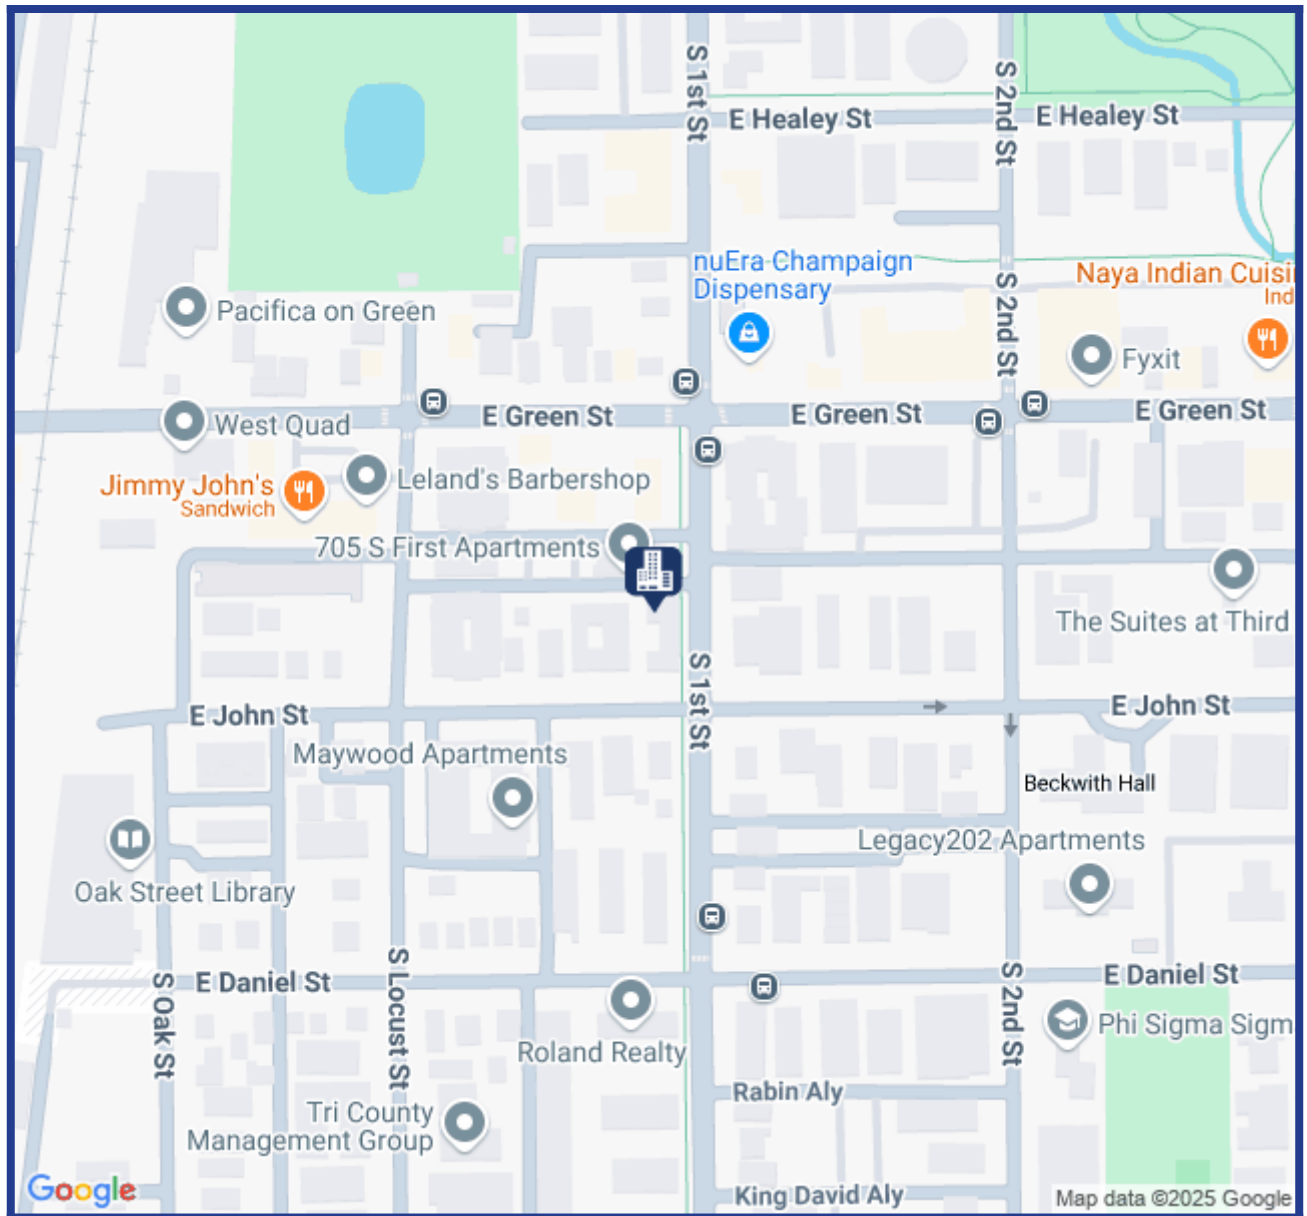 S 1st St
S 2nd St
E Healey St
E Healey St
nuEra Champaign
Dispensary
Naya Indian Cuisi
Ind
Pacifica on Green
S 2nd St
Fyxit
E Green St
E Green St
E Green St
West Quad
Jimmy John's
Sandwich
Leland's Barbershop
705 S First Apartments
The Suites at Third
S 1st St
E John St
E John St
Maywood Apartments
Beckwith Hall
Legacy202 Apartments
Oak Street Library
S Oak St
E Daniel St
S Locust St
E Daniel St
S 2nd St
Phi Sigma Sigm
Roland Realty
Rabin Aly
Tri County
Management Group
King David Aly
Google
Map data ©2025 Google